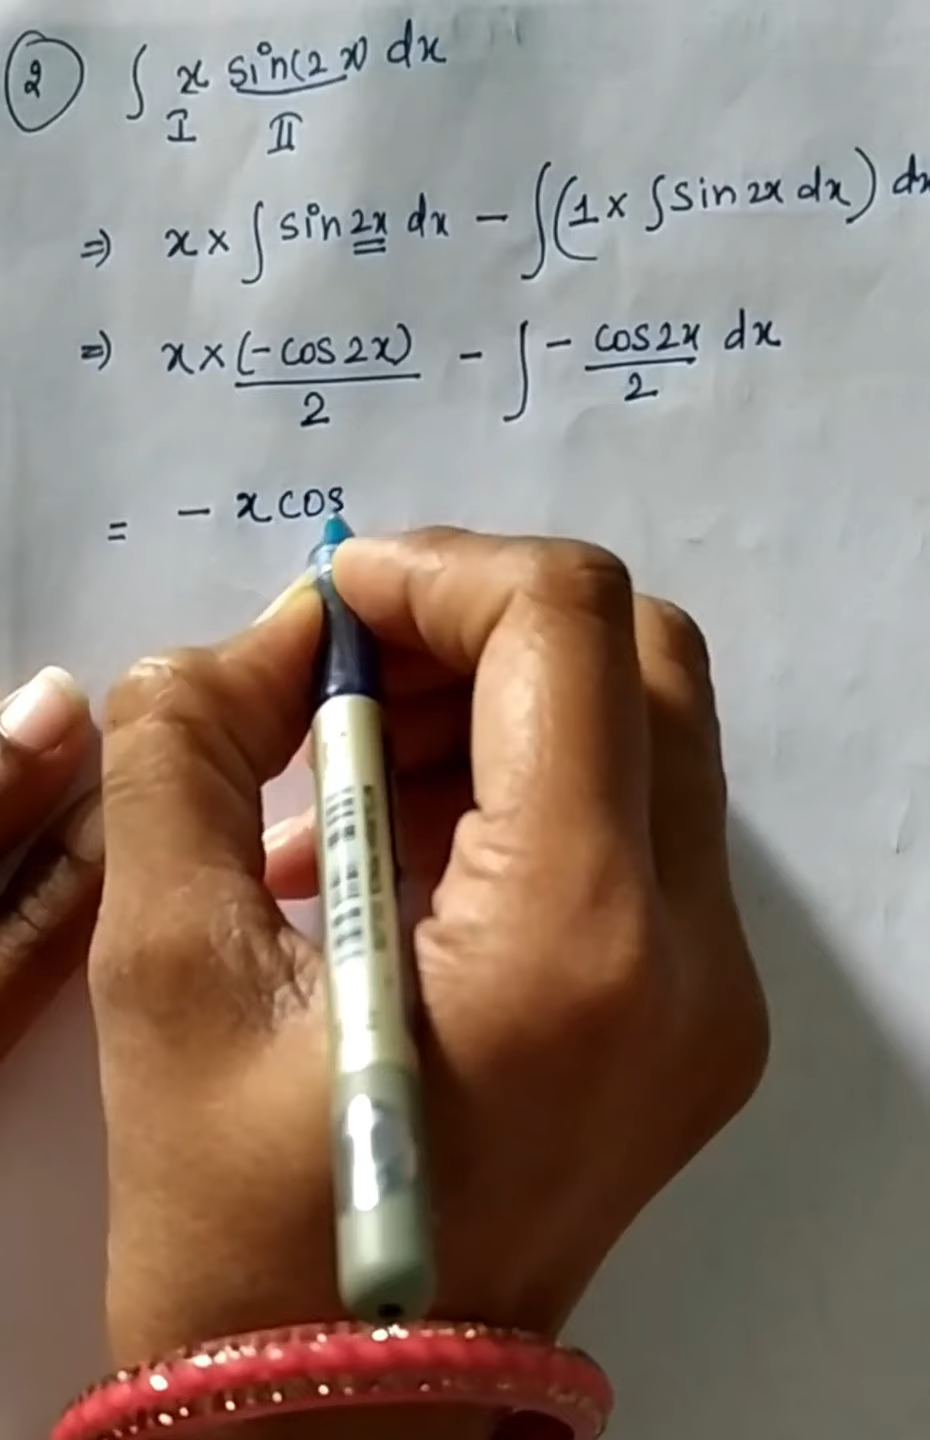 2 ∫ x sin(2x) dx
I II
⇒ x × ∫ sin 2x dx − ∫(1 × ∫ sin 2x dx) dx
⇒ x × (−cos 2x)/2 − ∫ − cos 2x/2 dx
= − x cos